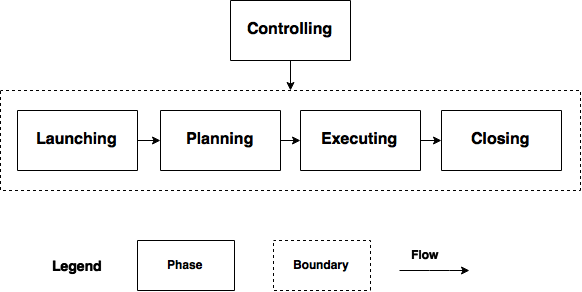 Controlling
Launching
Planning
Executing
Closing
Legend
Phase
Boundary
Flow